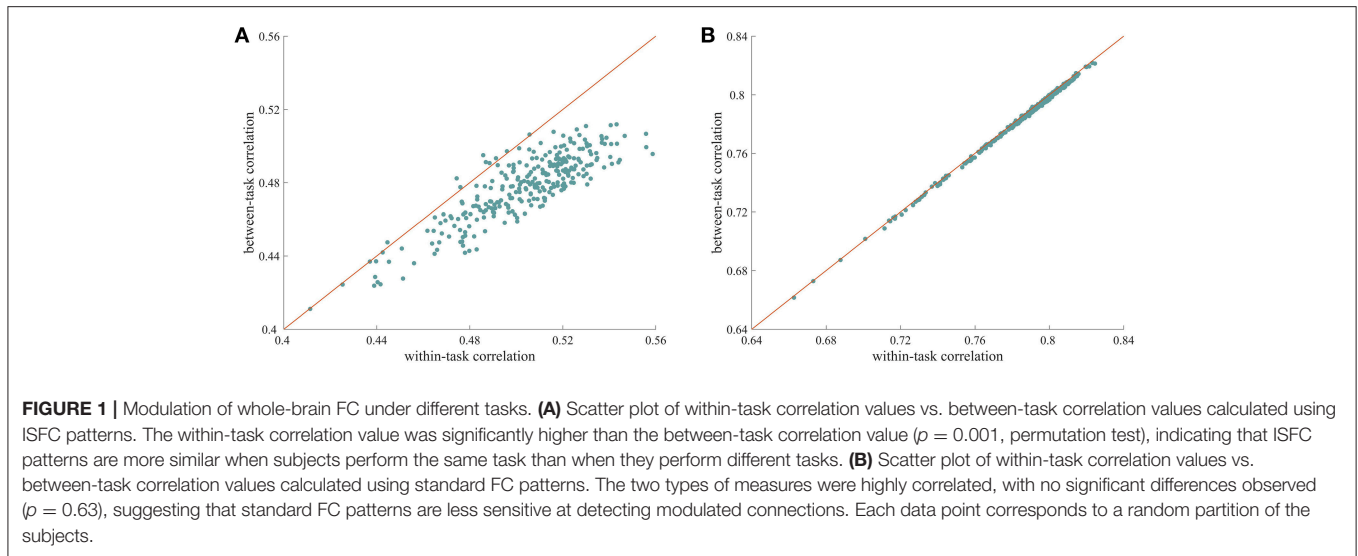 A
B
0.56
0.52
0.48
0.44
0.4
between-task correlation
0.4
0.44
0.48
0.52
0.56
within-task correlation
0.84
0.8
0.76
0.72
0.68
0.64
between-task correlation
0.64
0.68
0.72
0.76
0.8
0.84
within-task correlation
FIGURE 1 | Modulation of whole-brain FC under different tasks. (A) Scatter plot of within-task correlation values vs. between-task correlation values calculated using
ISFC patterns. The within-task correlation value was significantly higher than the between-task correlation value (p = 0.001, permutation test), indicating that ISFC
patterns are more similar when subjects perform the same task than when they perform different tasks. (B) Scatter plot of within-task correlation values vs.
between-task correlation values calculated using standard FC patterns. The two types of measures were highly correlated, with no significant differences observed
(p = 0.63), suggesting that standard FC patterns are less sensitive at detecting modulated connections. Each data point corresponds to a random partition of the
subjects.